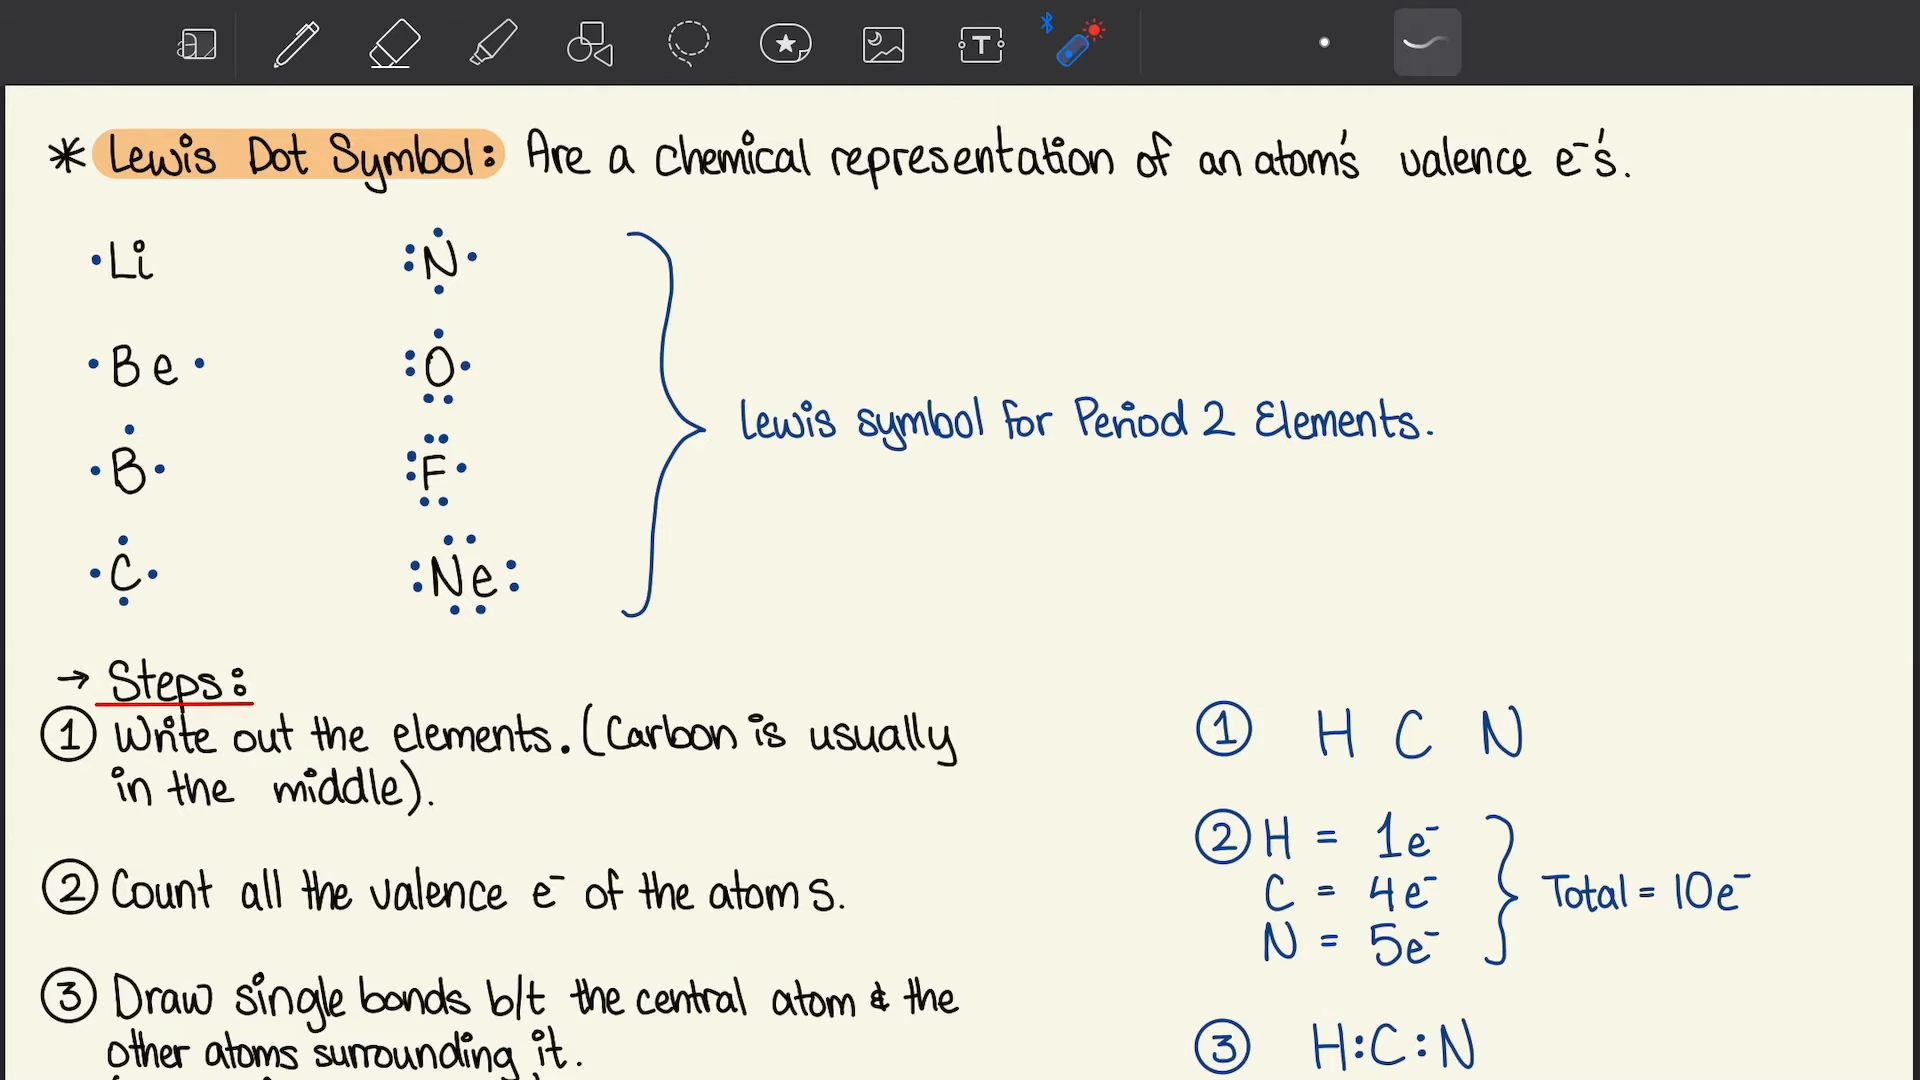 * Lewis Dot Symbol: Are a chemical representation of an atom's valence e⁻'s.
·Li
:N·
·Be·
:O·
Lewis symbol for Period 2 Elements.
·B·
:F·
·C·
:Ne:
→ Steps:
① Write out the elements. (Carbon is usually
in the middle).
① H C N
② Count all the valence e⁻ of the atoms.
② H = 1e⁻
C = 4e⁻
N = 5e⁻
Total = 10e⁻
③ Draw single bonds b/t the central atom & the
other atoms surrounding it.
③ H:C:N